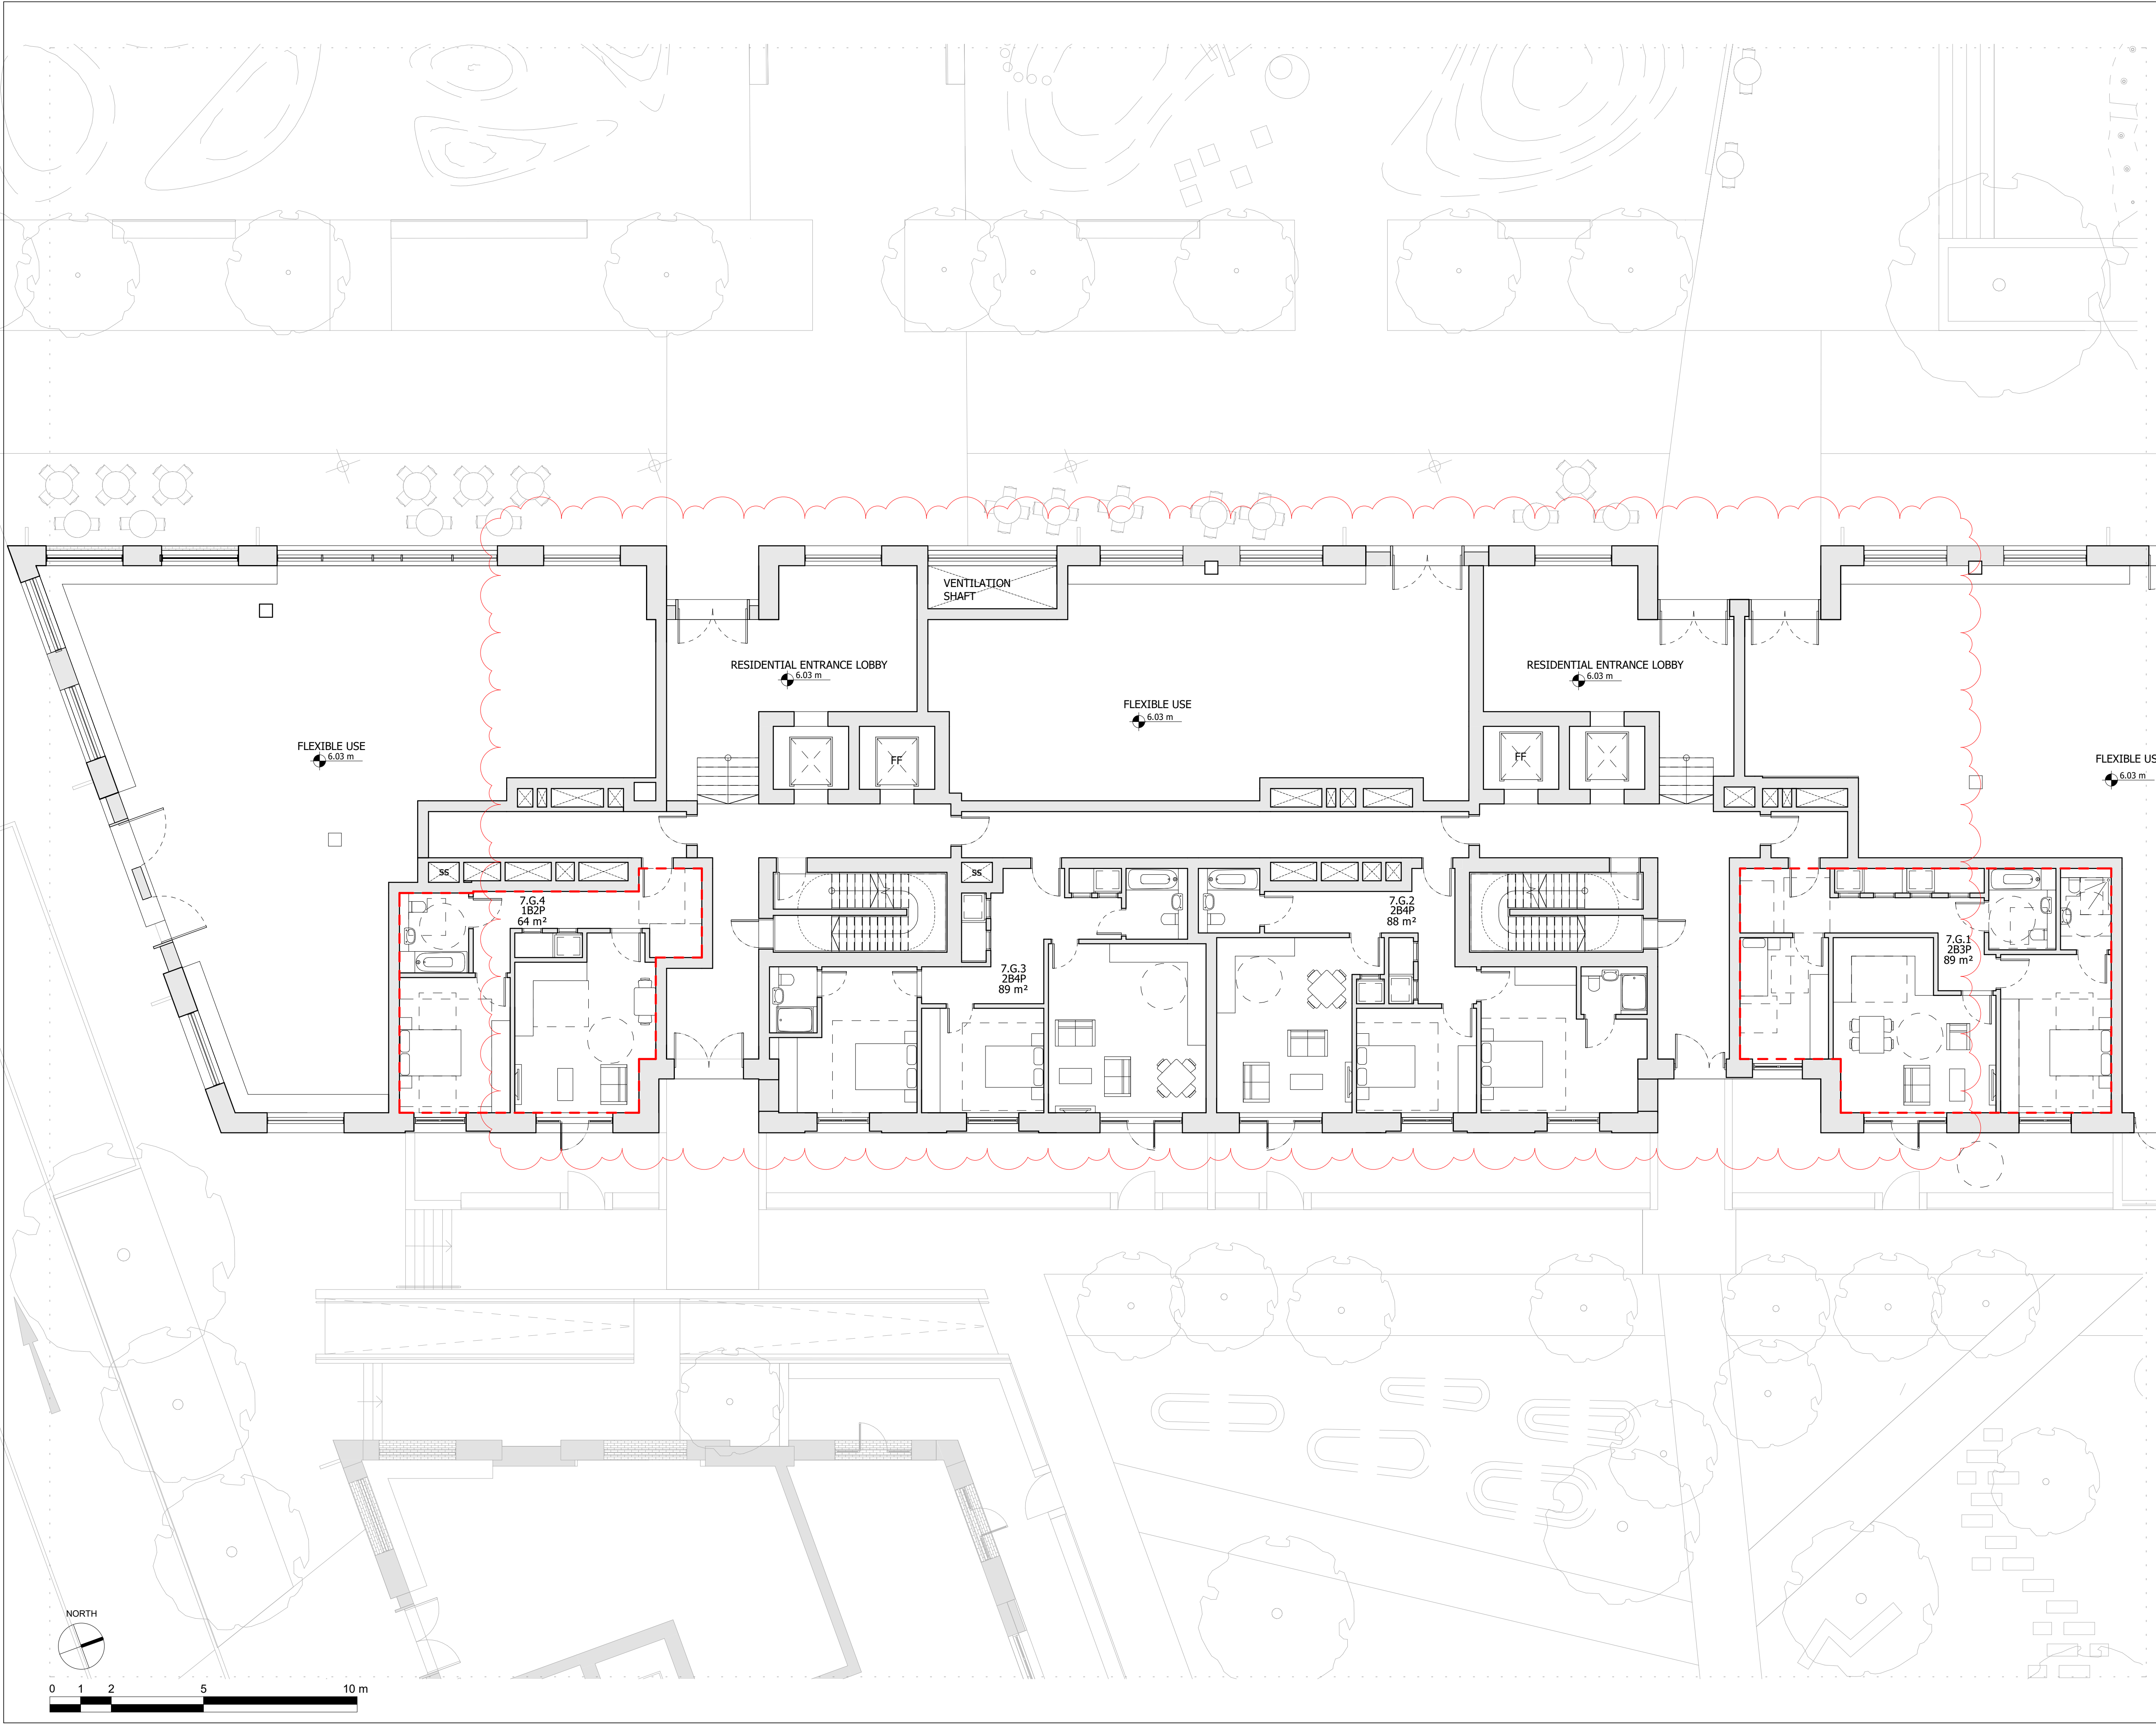 VENTILATION
SHAFT
RESIDENTIAL ENTRANCE LOBBY
6.03 m
RESIDENTIAL ENTRANCE LOBBY
6.03 m
FLEXIBLE USE
6.03 m
FLEXIBLE USE
6.03 m
FLEXIBLE US
6.03 m
FF
FF
SS
SS
7.G.4
1B2P
64 m²
7.G.3
2B4P
89 m²
7.G.2
2B4P
88 m²
7.G.1
2B3P
89 m²
NORTH
0 1 2 5 10 m